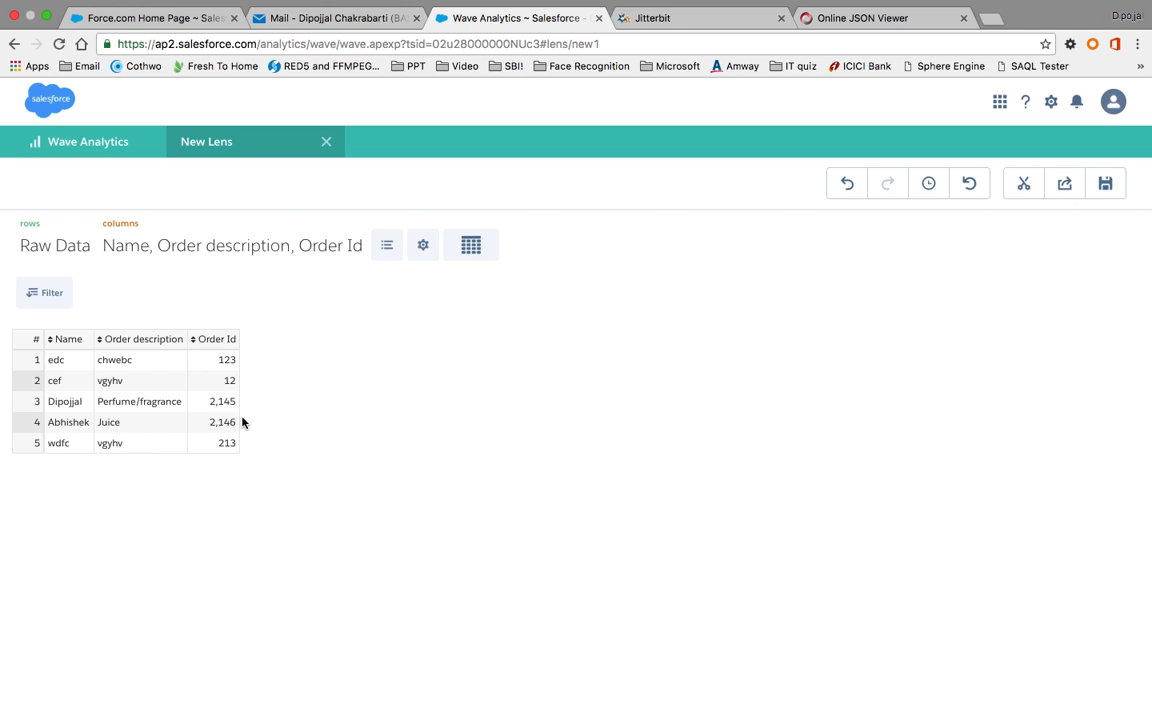 Force.com Home Page ~ Sales
Mail - Dipojjal Chakrabarti (BA
Wave Analytics ~ Salesforce -
Jitterbit
Online JSON Viewer
Dipojjal
https://ap2.salesforce.com/analytics/wave/wave.apexp?tsid=02u28000000NUc3#lens/new1
Apps
Email
Cothwo
Fresh To Home
RED5 and FFMPEG...
PPT
Video
SBI!
Face Recognition
Microsoft
Amway
IT quiz
ICICI Bank
Sphere Engine
SAQL Tester
»
salesforce
?
Wave Analytics
New Lens
rows columns
Raw Data Name, Order description, Order Id
Filter
# Name Order description Order Id
1 edc chwebc 123
2 cef vgyhv 12
3 Dipojjal Perfume/fragrance 2,145
4 Abhishek Juice 2,146
5 wdfc vgyhv 213